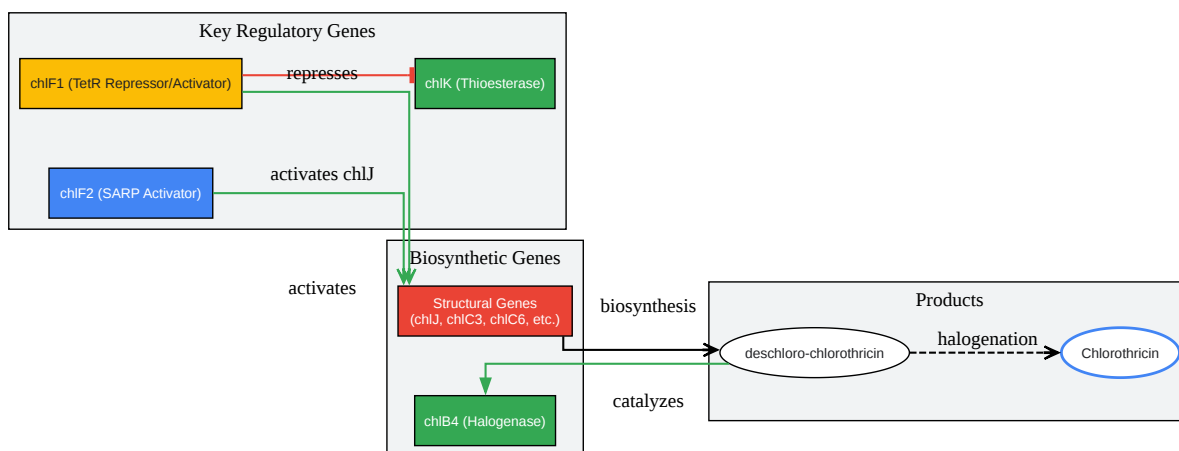 Key Regulatory Genes
chlF1 (TetR Repressor/Activator)
represses
chlK (Thioesterase)
chlF2 (SARP Activator)
activates chlJ
Biosynthetic Genes
activates
Structural Genes
(chlJ, chlC3, chlC6, etc.)
biosynthesis
Products
deschloro-chlorothricin
halogenation
Chlorothricin
catalyzes
chlB4 (Halogenase)